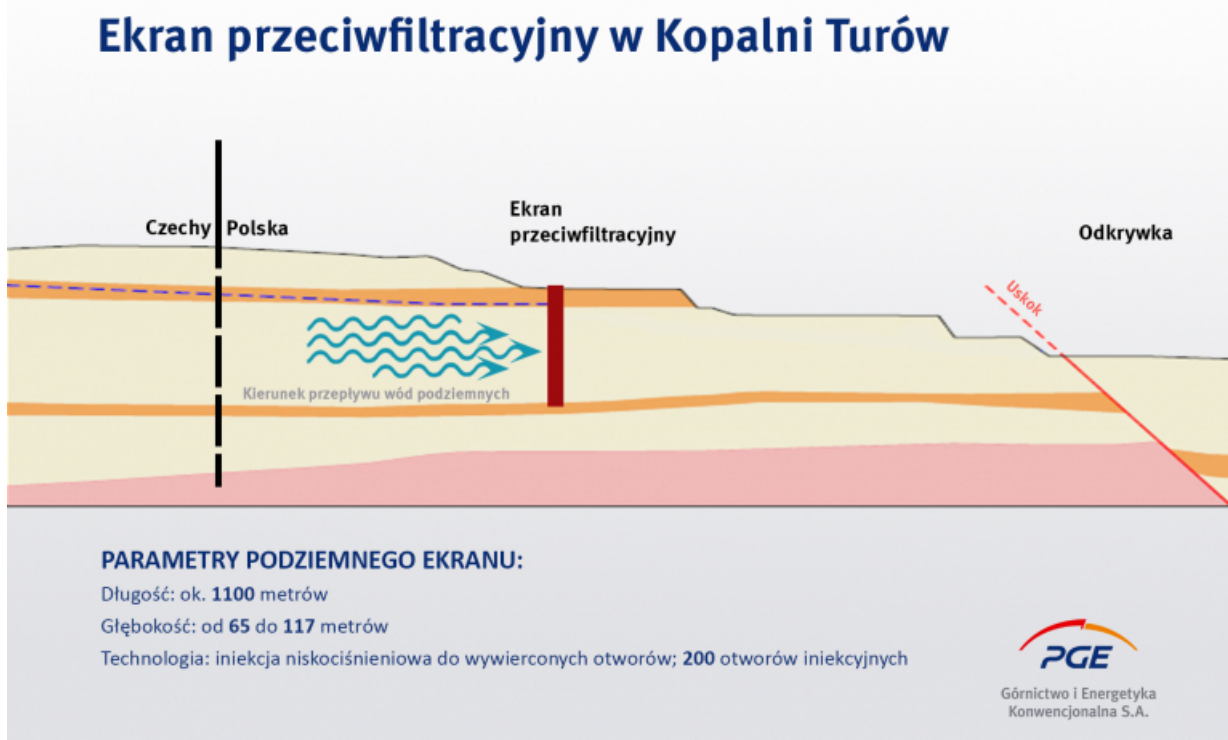 Ekran przeciwfiltracyjny w Kopalni Turów
Czechy Polska
Ekran
przeciwfiltracyjny
Odkrywka
Uskok
Kierunek przepływu wód podziemnych
PARAMETRY PODZIEMNEGO EKRANU:
Długość: ok. 1100 metrów
Głębokość: od 65 do 117 metrów
Technologia: iniekcja niskociśnieniowa do wywierconych otworów; 200 otworów iniekcyjnych
PGE
Górnictwo i Energetyka
Konwencjonalna S.A.